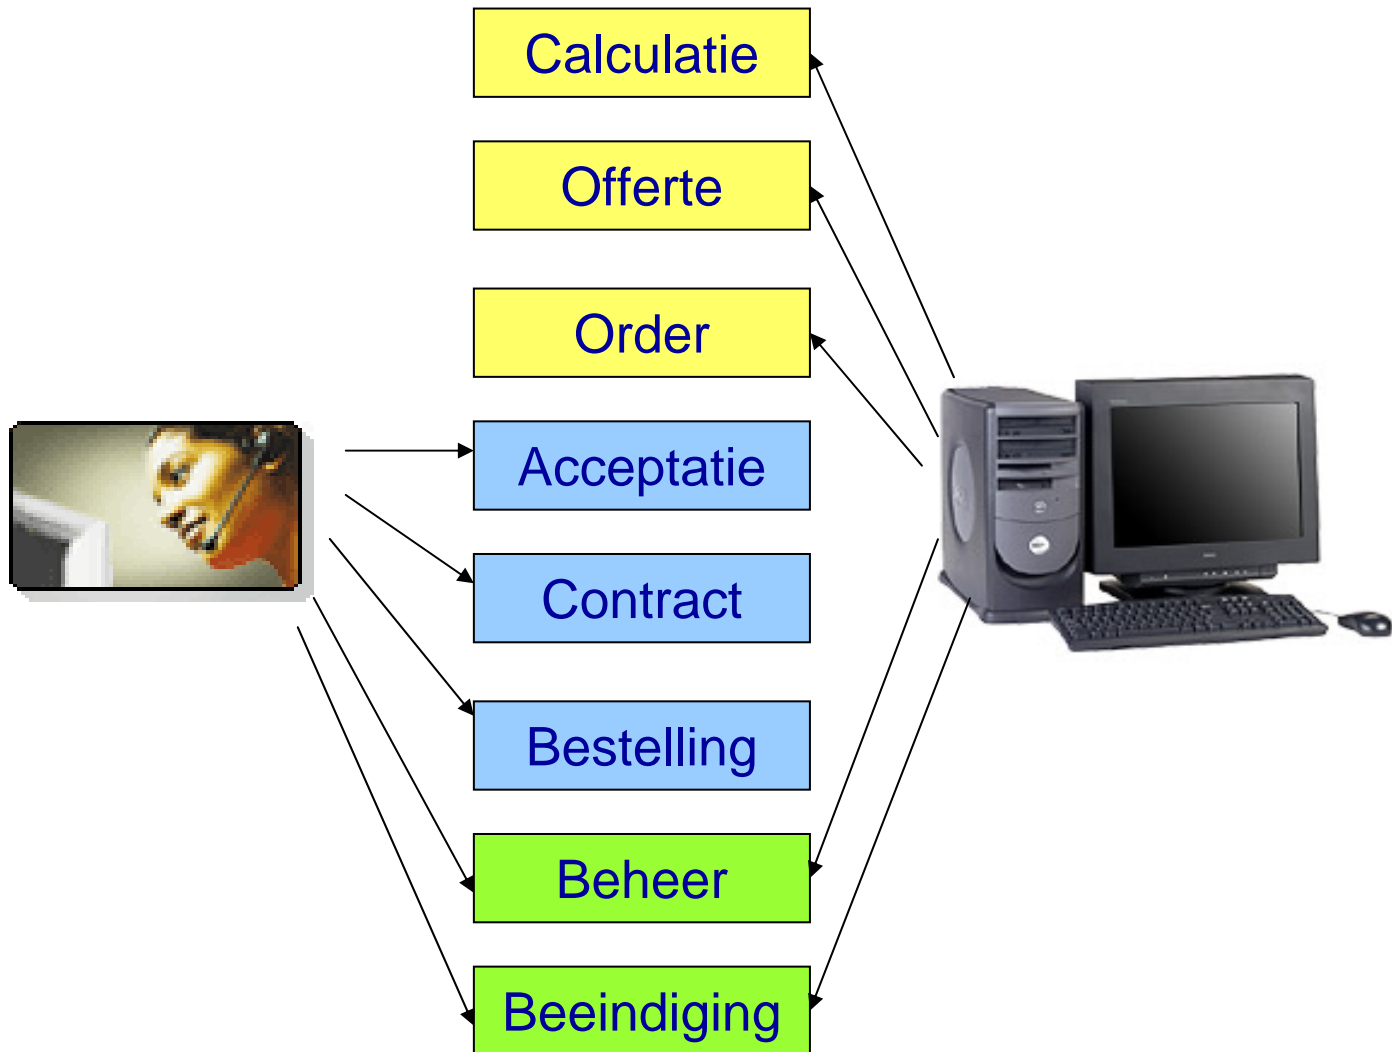 Calculatie
Offerte
Order
Acceptatie
Contract
Bestelling
Beheer
Beeindiging